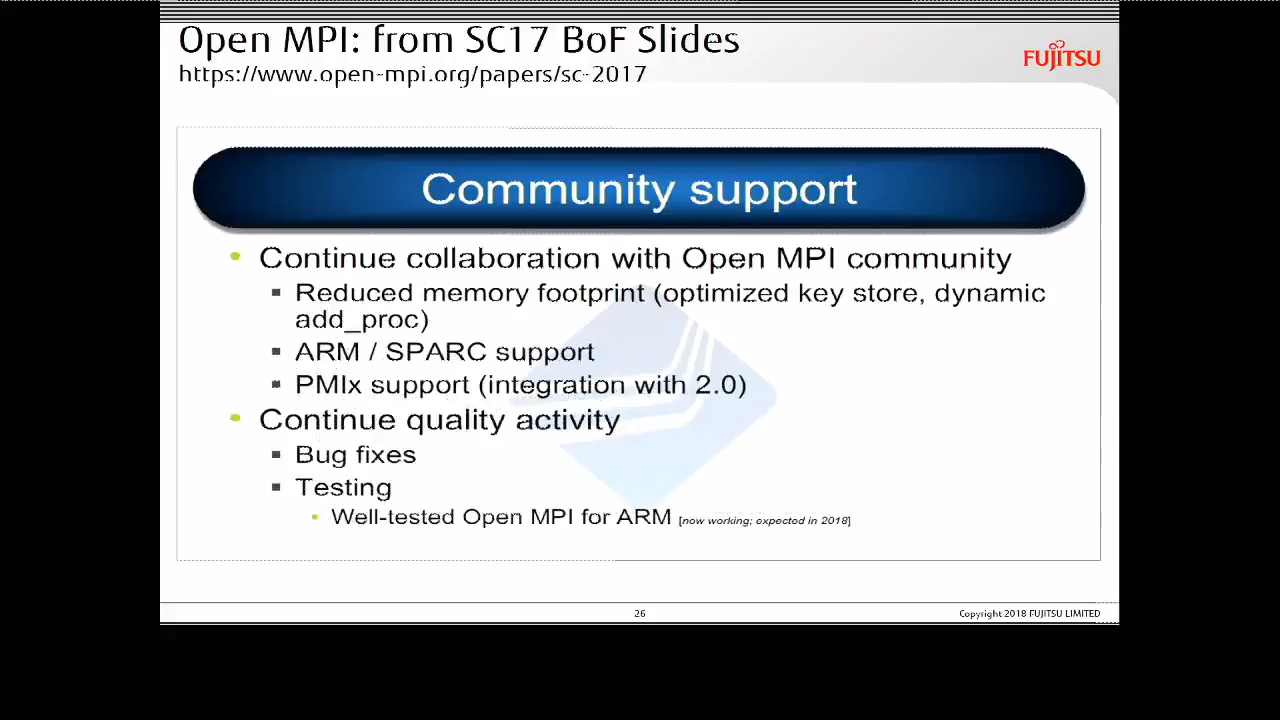 Open MPI: from SC17 BoF Slides
https://www.open-mpi.org/papers/sc-2017
FUJITSU
Community support
• Continue collaboration with Open MPI community
▪ Reduced memory footprint (optimized key store, dynamic
add_proc)
▪ ARM / SPARC support
▪ PMIx support (integration with 2.0)
• Continue quality activity
▪ Bug fixes
▪ Testing
• Well-tested Open MPI for ARM [now working; expected in 2018]
26
Copyright 2018 FUJITSU LIMITED